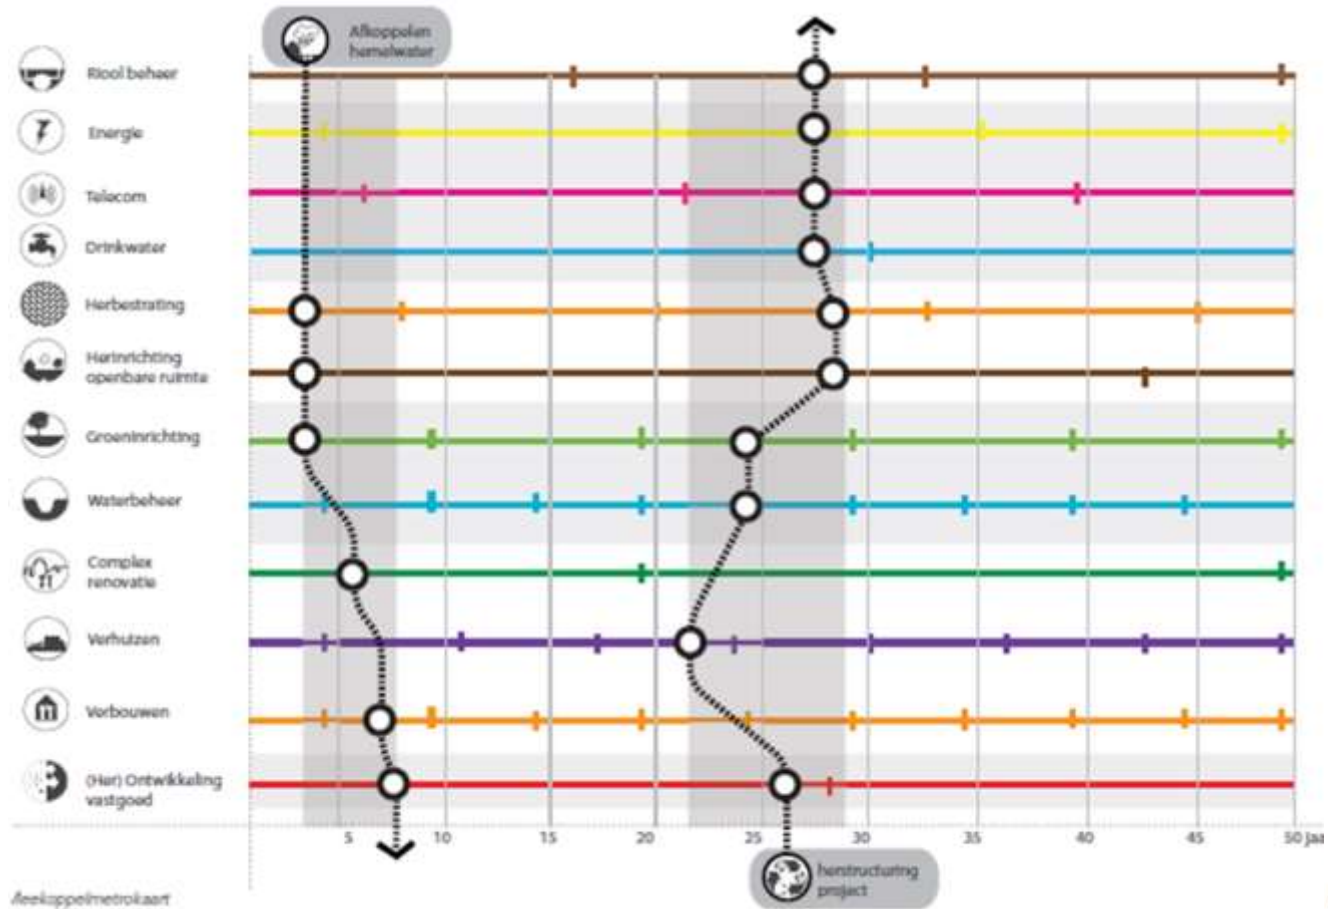 Afkoppelen
hemelwater
Riool beheer
Energie
Telecom
Drinkwater
Herbestrating
Herinrichting
openbare ruimte
Groeninrichting
Waterbeheer
Complex
renovatie
Verhuizen
Verbouwen
(Her) Ontwikkeling
vastgoed
5 10 15 20 25 30 35 40 45 50 jaar
herstructuring
project
Meekoppelmetrokaart